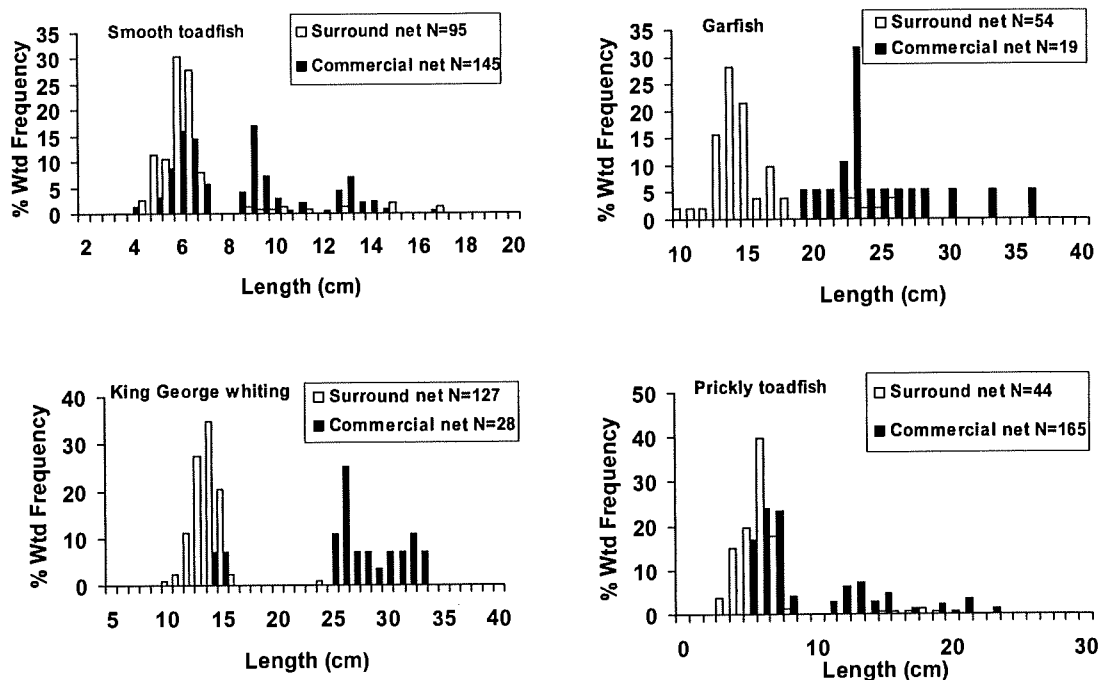 Smooth toadfish
Surround net N=95
Commercial net N=145
% Wtd Frequency
35
30
25
20
15
10
5
0
2 4 6 8 10 12 14 16 18 20
Length (cm)
Garfish
Surround net N=54
Commercial net N=19
% Wtd Frequency
35
30
25
20
15
10
5
0
10 15 20 25 30 35 40
Length (cm)
King George whiting
Surround net N=127
Commercial net N=28
% Wtd Frequency
40
30
20
10
0
5 10 15 20 25 30 35 40
Length (cm)
Prickly toadfish
Surround net N=44
Commercial net N=165
% Wtd Frequency
50
40
30
20
10
0
0 10 20 30
Length (cm)